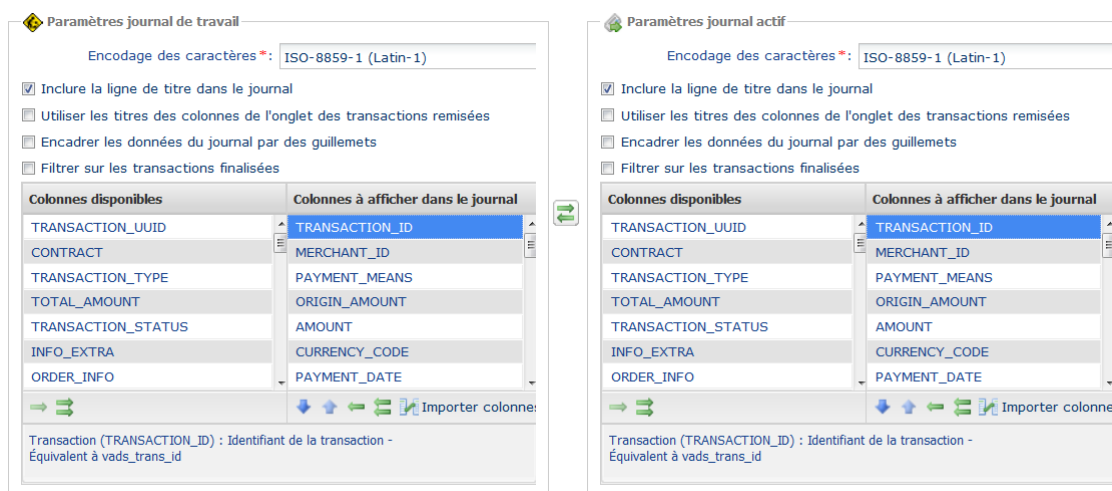 Paramètres journal de travail
Encodage des caractères *: ISO-8859-1 (Latin-1)
Inclure la ligne de titre dans le journal
Utiliser les titres des colonnes de l'onglet des transactions remisées
Encadrer les données du journal par des guillemets
Filtrer sur les transactions finalisées
Colonnes disponibles Colonnes à afficher dans le journal
TRANSACTION_UUID TRANSACTION_ID
CONTRACT MERCHANT_ID
TRANSACTION_TYPE PAYMENT_MEANS
TOTAL_AMOUNT ORIGIN_AMOUNT
TRANSACTION_STATUS AMOUNT
INFO_EXTRA CURRENCY_CODE
ORDER_INFO PAYMENT_DATE
Importer colonnes
Transaction (TRANSACTION_ID) : Identifiant de la transaction -
Équivalent à vads_trans_id
Paramètres journal actif
Encodage des caractères *: ISO-8859-1 (Latin-1)
Inclure la ligne de titre dans le journal
Utiliser les titres des colonnes de l'onglet des transactions remisées
Encadrer les données du journal par des guillemets
Filtrer sur les transactions finalisées
Colonnes disponibles Colonnes à afficher dans le journal
TRANSACTION_UUID TRANSACTION_ID
CONTRACT MERCHANT_ID
TRANSACTION_TYPE PAYMENT_MEANS
TOTAL_AMOUNT ORIGIN_AMOUNT
TRANSACTION_STATUS AMOUNT
INFO_EXTRA CURRENCY_CODE
ORDER_INFO PAYMENT_DATE
Importer colonne
Transaction (TRANSACTION_ID) : Identifiant de la transaction -
Équivalent à vads_trans_id